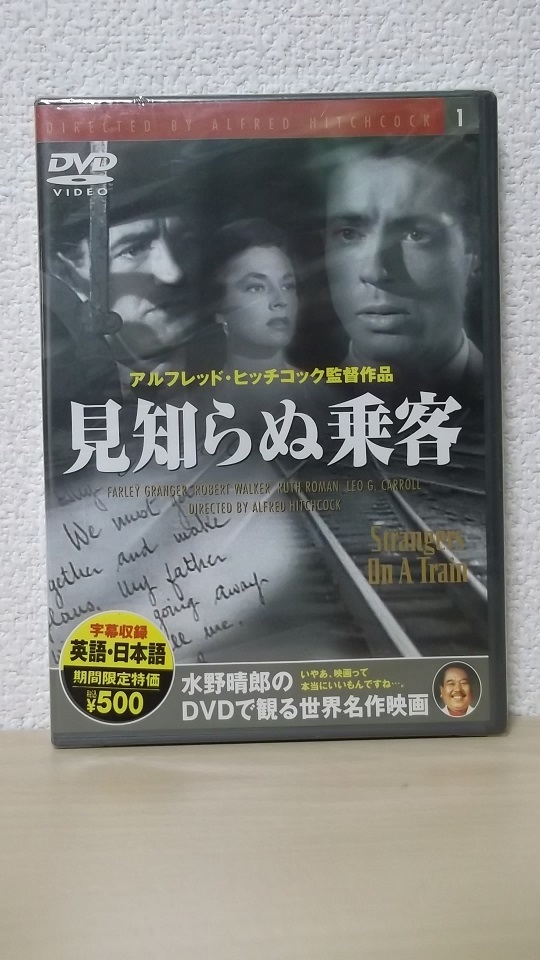 DIRECTED BY ALFRED HITCHCOCK 1
DVD
VIDEO
アルフレッド・ヒッチコック監督作品
見知らぬ乗客
FARLEY GRANGER ROBERT WALKER RUTH ROMAN LEO G. CARROLL
DIRECTED BY ALFRED HITCHCOCK
We must
gether and make
plans. My father
going away
me.
Strangers
On A Train
字幕収録
英語・日本語
期間限定特価
税込
¥500
水野晴郎の
いやあ、映画って
本当にいいもんですね…。
DVDで観る世界名作映画